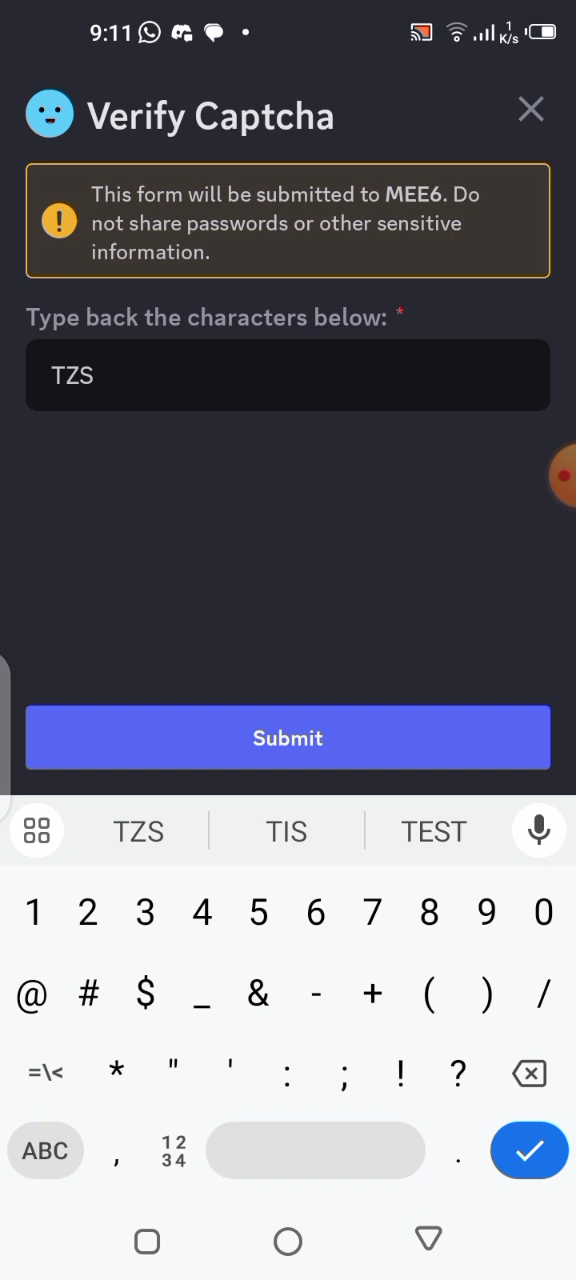 9:11 1 K/s
Verify Captcha
This form will be submitted to MEE6. Do
not share passwords or other sensitive
information.
Type back the characters below: *
TZS
Submit
TZS TIS TEST
1 2 3 4 5 6 7 8 9 0
@ # $ _ & - + ( ) /
=\< * " ' : ; ! ?
ABC , 12 34 .